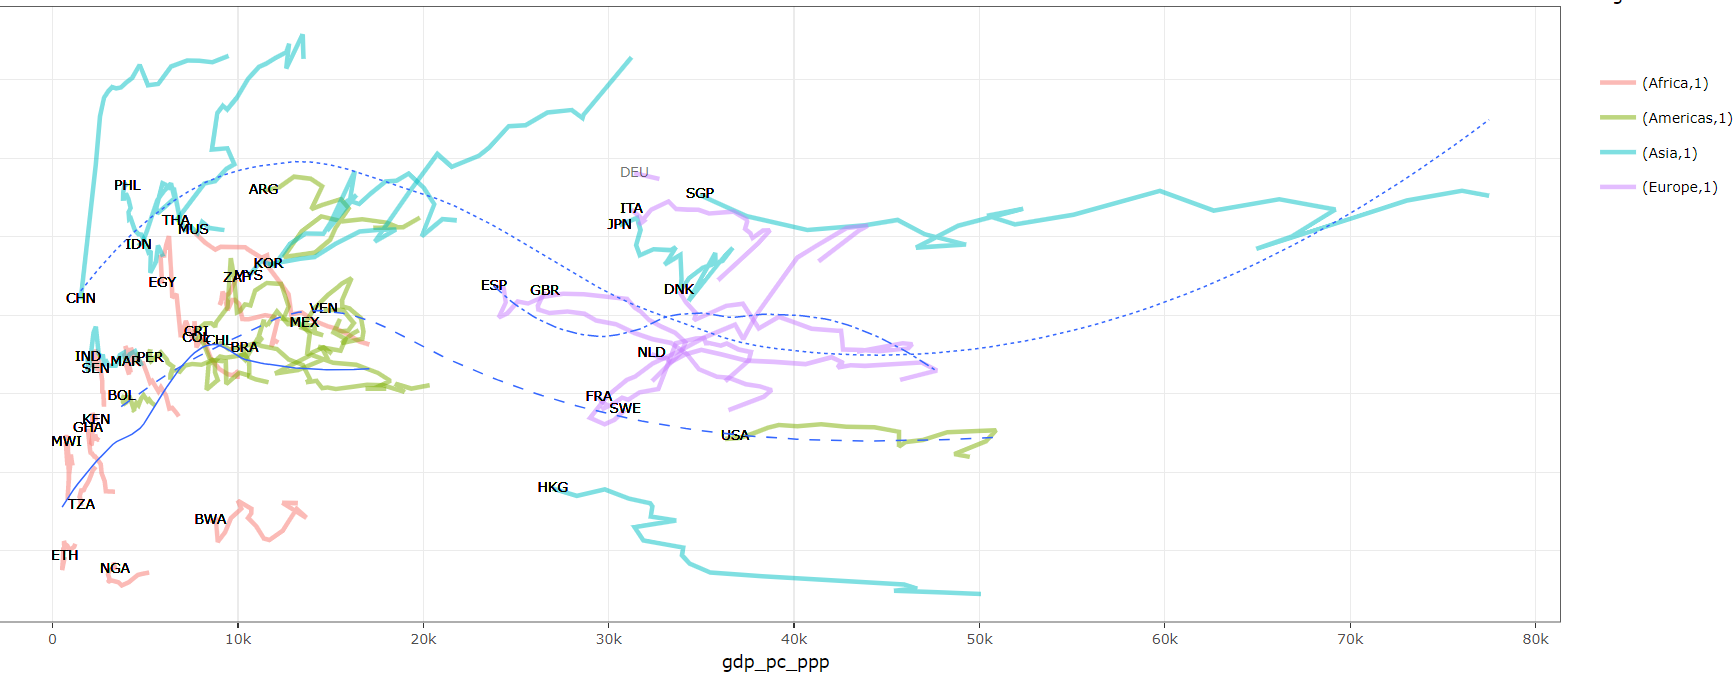 (Africa,1)
(Americas,1)
(Asia,1)
(Europe,1)
DEU
PHL
ARG
SGP
ITA
THA
JPN
MUS
IDN
KOR
EGY
MYS
ZAF
ESP
GBR
DNK
CHN
VEN
MEX
CRI
COL
CHL
BRA
NLD
IND
MAR
PER
SEN
BOL
FRA
SWE
KEN
GHA
USA
MWI
HKG
TZA
BWA
ETH
NGA
0 10k 20k 30k 40k 50k 60k 70k 80k
gdp_pc_ppp